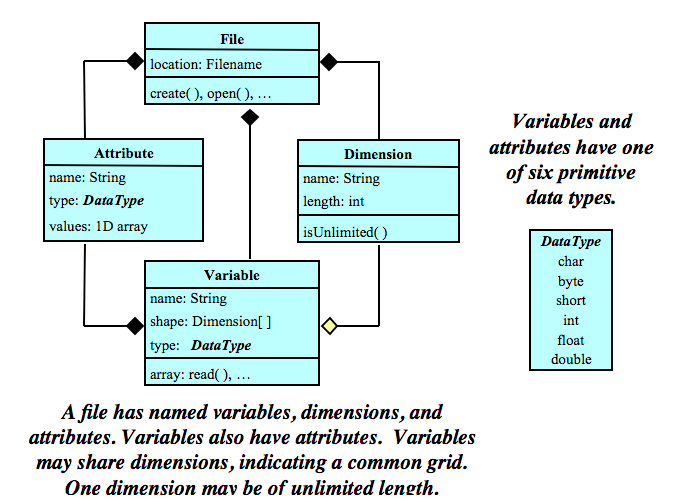 File
location: Filename
create( ), open( ), …
Attribute
name: String
type: DataType
values: 1D array
Dimension
name: String
length: int
isUnlimited( )
Variable
name: String
shape: Dimension[ ]
type: DataType
array: read( ), …
Variables and
attributes have one
of six primitive
data types.
DataType
char
byte
short
int
float
double
A file has named variables, dimensions, and
attributes. Variables also have attributes. Variables
may share dimensions, indicating a common grid.
One dimension may be of unlimited length.